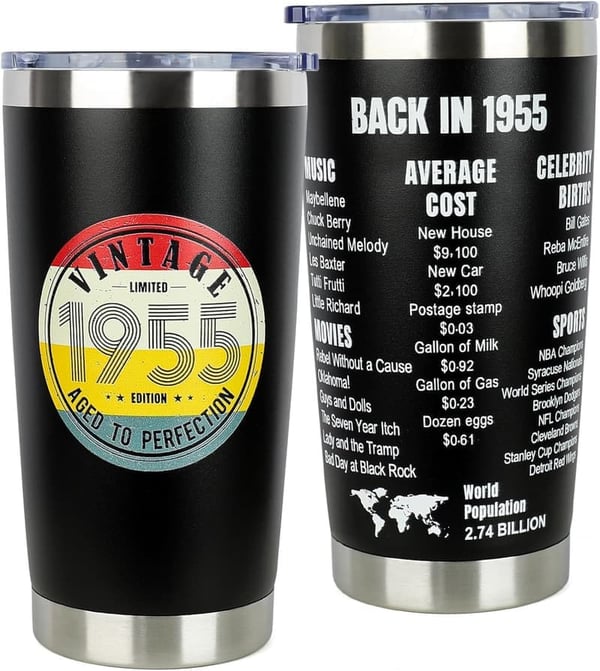 VINTAGE
LIMITED
1955
EDITION
AGED TO PERFECTION
BACK IN 1955
MUSIC
Maybellene
Chuck Berry
Unchained Melody
Les Baxter
Tutti Frutti
Little Richard
MOVIES
Rebel Without a Cause
Oklahoma!
Guys and Dolls
The Seven Year Itch
Lady and the Tramp
Bad Day at Black Rock
AVERAGE
COST
New House
$9,100
New Car
$2,100
Postage stamp
$0.03
Gallon of Milk
$0.92
Gallon of Gas
$0.23
Dozen eggs
$0.61
CELEBRITY
BIRTHS
Bill Gates
Reba McEntire
Bruce Willis
Whoopi Goldberg
SPORTS
NBA Champions
Syracuse Nationals
World Series Champions
Brooklyn Dodgers
NFL Champions
Cleveland Browns
Stanley Cup Champions
Detroit Red Wings
World
Population
2.74 BILLION